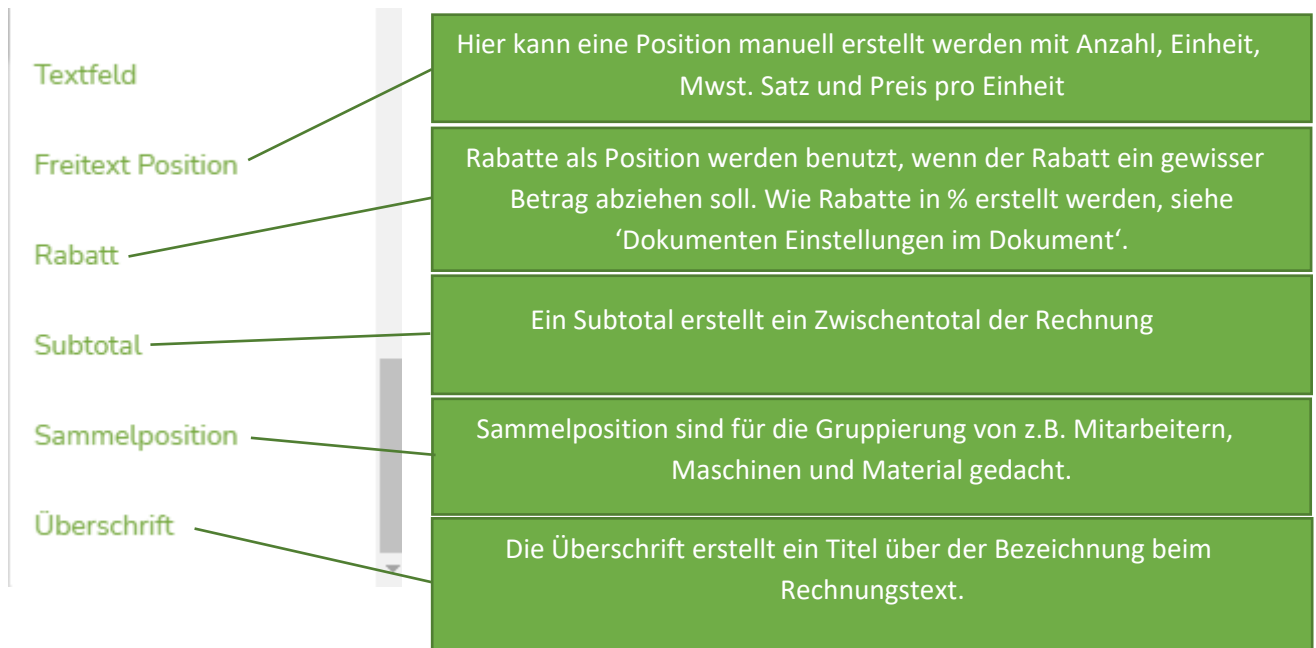 Textfeld
Freitext Position
Rabatt
Subtotal
Sammelposition
Überschrift
Hier kann eine Position manuell erstellt werden mit Anzahl, Einheit,
Mwst. Satz und Preis pro Einheit
Rabatte als Position werden benutzt, wenn der Rabatt ein gewisser
Betrag abziehen soll. Wie Rabatte in % erstellt werden, siehe
‘Dokumenten Einstellungen im Dokument‘.
Ein Subtotal erstellt ein Zwischentotal der Rechnung
Sammelposition sind für die Gruppierung von z.B. Mitarbeitern,
Maschinen und Material gedacht.
Die Überschrift erstellt ein Titel über der Bezeichnung beim
Rechnungstext.